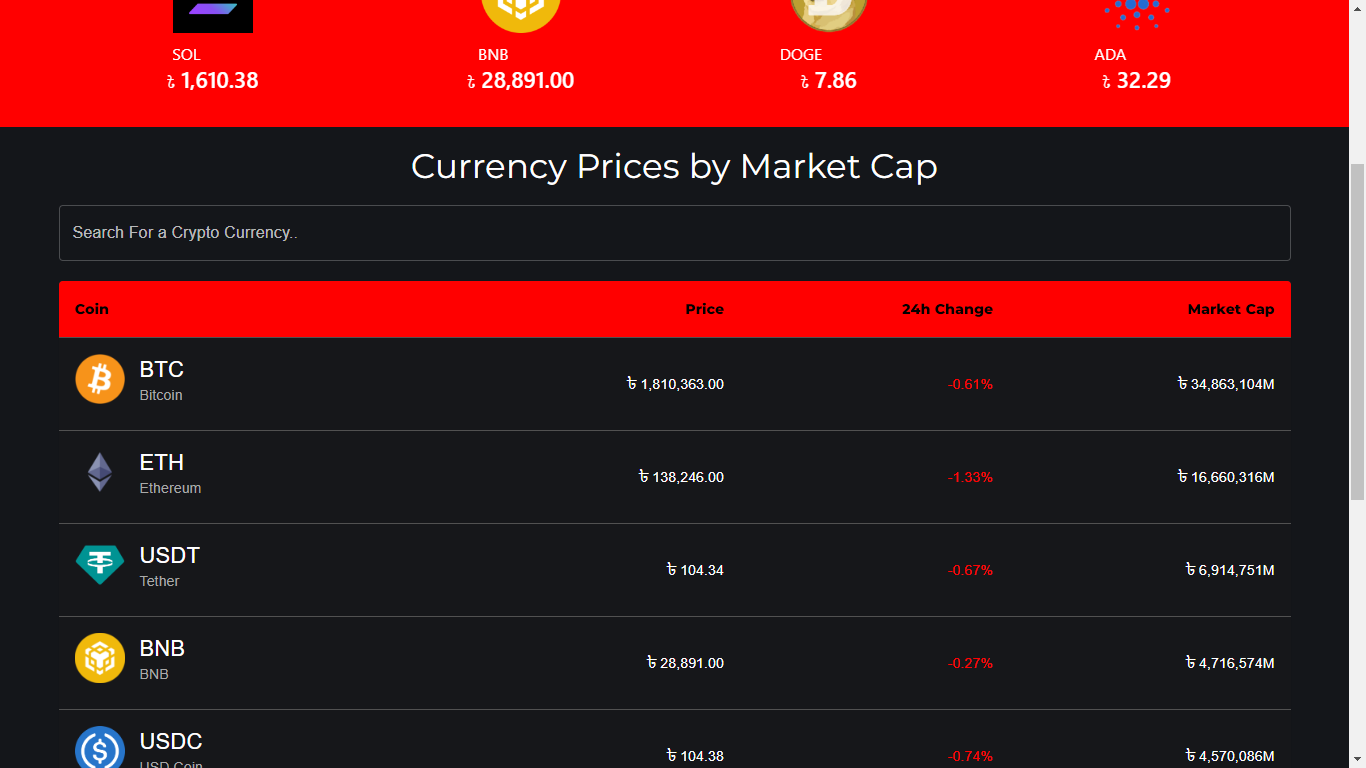 SOL BNB DOGE ADA
৳ 1,610.38 ৳ 28,891.00 ৳ 7.86 ৳ 32.29
Currency Prices by Market Cap
Search For a Crypto Currency..
Coin Price 24h Change Market Cap
BTC
Bitcoin
৳ 1,810,363.00 -0.61% ৳ 34,863,104M
ETH
Ethereum
৳ 138,246.00 -1.33% ৳ 16,660,316M
USDT
Tether
৳ 104.34 -0.67% ৳ 6,914,751M
BNB
BNB
৳ 28,891.00 -0.27% ৳ 4,716,574M
USDC
USD Coin
৳ 104.38 -0.74% ৳ 4,570,086M